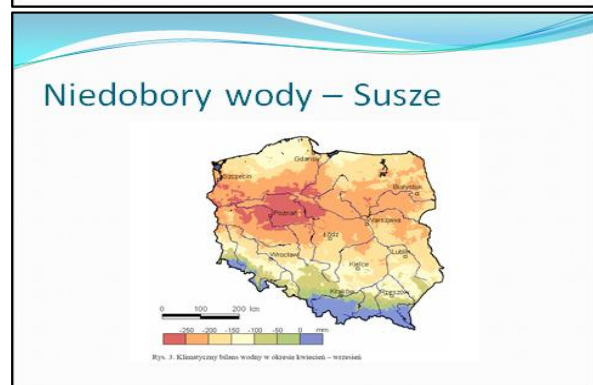 Niedobory wody – Susze
Gdańsk
Szczecin
Białystok
Poznań
Warszawa
Łódź
Wrocław
Lublin
Kielce
Kraków
Rzeszów
0 100 200 km
-250 -200 -150 -100 -50 0 mm
Rys. 3. Klimatyczny bilans wodny w okresie kwiecień – wrzesień